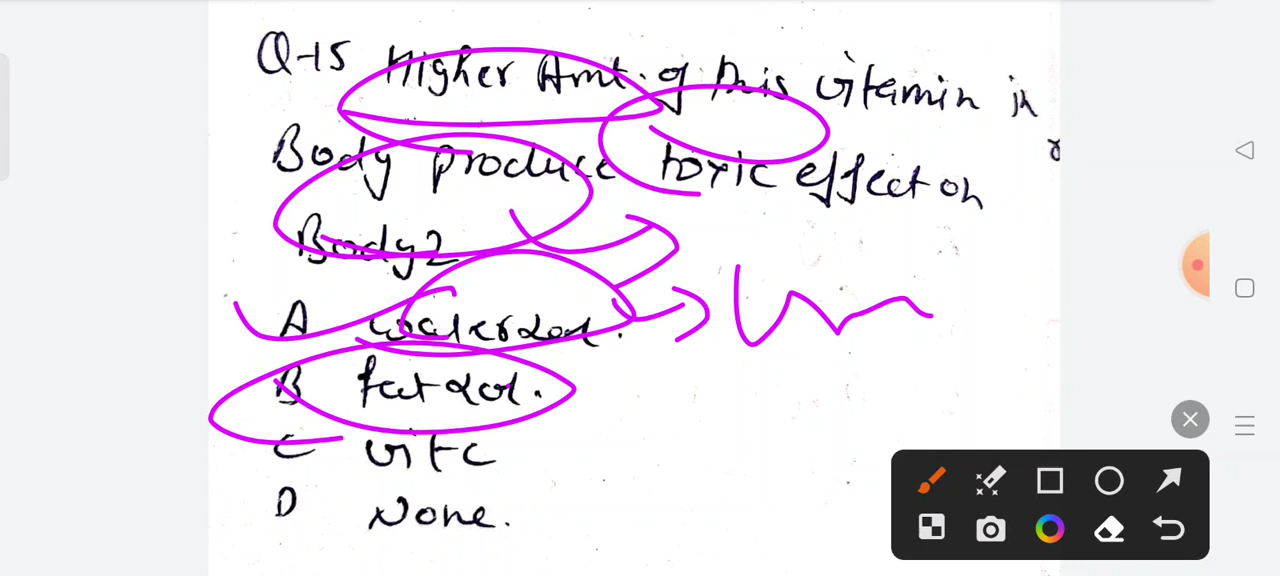 Q-15 Higher Amt. of this vitamin in
Body produce toxic effect on
Body?
A water sol.
B fat sol.
C vit C
D None.